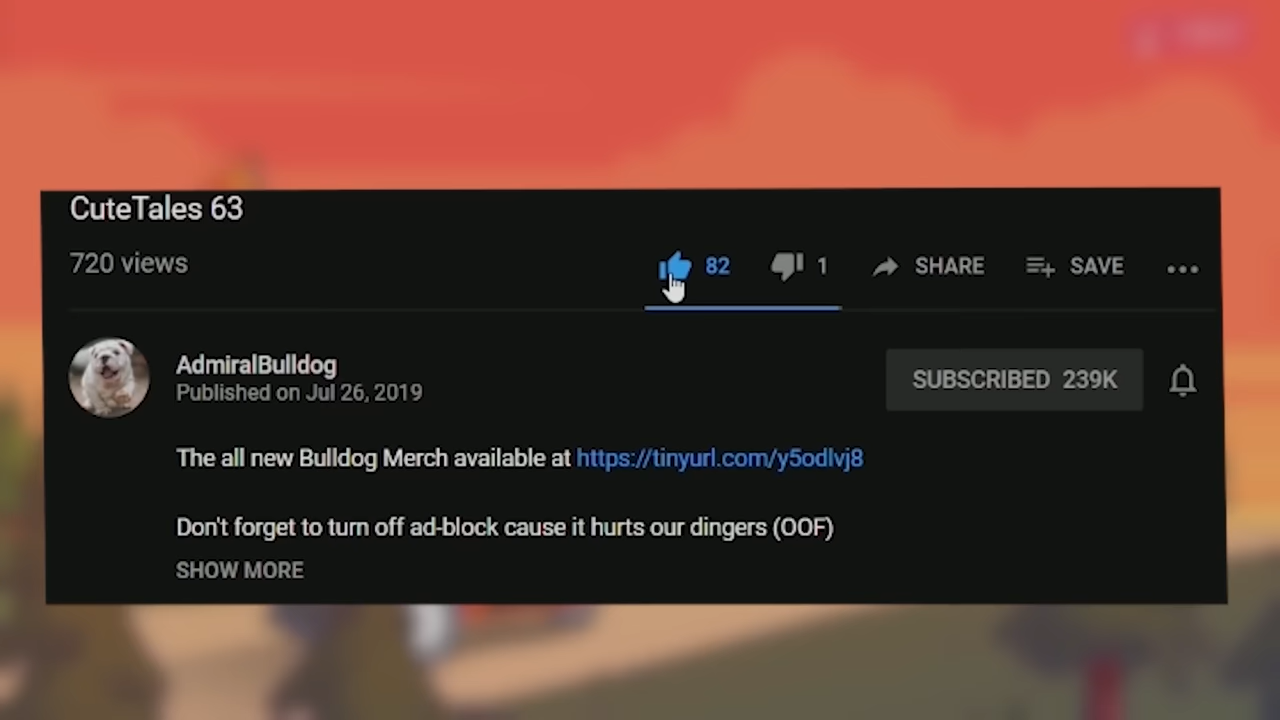 CuteTales 63
720 views
82
1
SHARE
SAVE
AdmiralBulldog
Published on Jul 26, 2019
SUBSCRIBED 239K
The all new Bulldog Merch available at https://tinyurl.com/y5odlvj8
Don't forget to turn off ad-block cause it hurts our dingers (OOF)
SHOW MORE